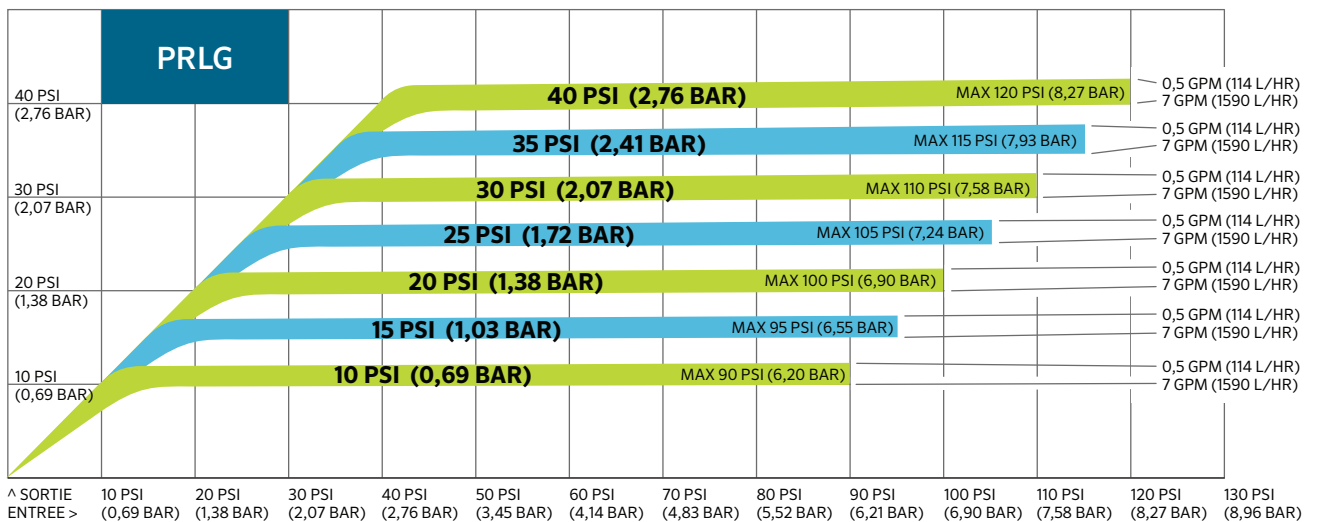 PRLG
40 PSI
(2,76 BAR)
40 PSI (2,76 BAR)
MAX 120 PSI (8,27 BAR)
0,5 GPM (114 L/HR)
7 GPM (1590 L/HR)
35 PSI (2,41 BAR)
MAX 115 PSI (7,93 BAR)
0,5 GPM (114 L/HR)
7 GPM (1590 L/HR)
30 PSI
(2,07 BAR)
30 PSI (2,07 BAR)
MAX 110 PSI (7,58 BAR)
0,5 GPM (114 L/HR)
7 GPM (1590 L/HR)
25 PSI (1,72 BAR)
MAX 105 PSI (7,24 BAR)
0,5 GPM (114 L/HR)
7 GPM (1590 L/HR)
20 PSI
(1,38 BAR)
20 PSI (1,38 BAR)
MAX 100 PSI (6,90 BAR)
0,5 GPM (114 L/HR)
7 GPM (1590 L/HR)
15 PSI (1,03 BAR)
MAX 95 PSI (6,55 BAR)
0,5 GPM (114 L/HR)
7 GPM (1590 L/HR)
10 PSI
(0,69 BAR)
10 PSI (0,69 BAR)
MAX 90 PSI (6,20 BAR)
0,5 GPM (114 L/HR)
7 GPM (1590 L/HR)
^ SORTIE 10 PSI 20 PSI 30 PSI 40 PSI 50 PSI 60 PSI 70 PSI 80 PSI 90 PSI 100 PSI 110 PSI 120 PSI 130 PSI
ENTREE > (0,69 BAR) (1,38 BAR) (2,07 BAR) (2,76 BAR) (3,45 BAR) (4,14 BAR) (4,83 BAR) (5,52 BAR) (6,21 BAR) (6,90 BAR) (7,58 BAR) (8,27 BAR) (8,96 BAR)